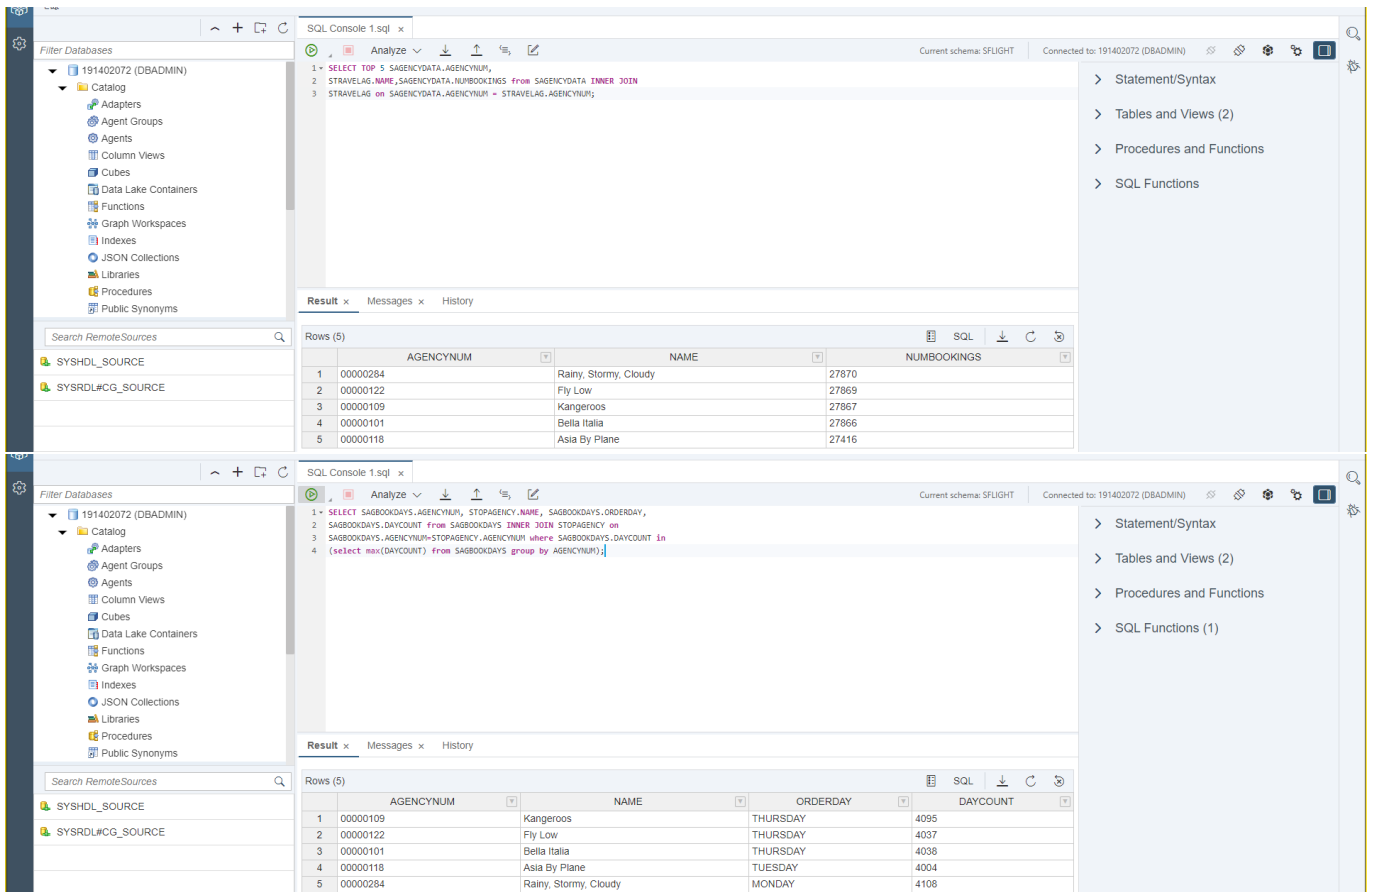 SQL Console 1.sql ×
Filter Databases
Analyze
Current schema: SFLIGHT
Connected to: 191402072 (DBADMIN)
191402072 (DBADMIN)
Catalog
Adapters
Agent Groups
Agents
Column Views
Cubes
Data Lake Containers
Functions
Graph Workspaces
Indexes
JSON Collections
Libraries
Procedures
Public Synonyms
Search RemoteSources
SYSHDL_SOURCE
SYSRDL#CG_SOURCE
1 SELECT TOP 5 SAGENCYDATA.AGENCYNUM,
2 STRAVELAG.NAME,SAGENCYDATA.NUMBOOKINGS from SAGENCYDATA INNER JOIN
3 STRAVELAG on SAGENCYDATA.AGENCYNUM = STRAVELAG.AGENCYNUM;
Statement/Syntax
Tables and Views (2)
Procedures and Functions
SQL Functions
Result × Messages × History
Rows (5)
SQL
AGENCYNUM NAME NUMBOOKINGS
1 00000284 Rainy, Stormy, Cloudy 27870
2 00000122 Fly Low 27869
3 00000109 Kangeroos 27867
4 00000101 Bella Italia 27866
5 00000118 Asia By Plane 27416
SQL Console 1.sql ×
Filter Databases
Analyze
Current schema: SFLIGHT
Connected to: 191402072 (DBADMIN)
191402072 (DBADMIN)
Catalog
Adapters
Agent Groups
Agents
Column Views
Cubes
Data Lake Containers
Functions
Graph Workspaces
Indexes
JSON Collections
Libraries
Procedures
Public Synonyms
Search RemoteSources
SYSHDL_SOURCE
SYSRDL#CG_SOURCE
1 SELECT SAGBOOKDAYS.AGENCYNUM, STOPAGENCY.NAME, SAGBOOKDAYS.ORDERDAY,
2 SAGBOOKDAYS.DAYCOUNT from SAGBOOKDAYS INNER JOIN STOPAGENCY on
3 SAGBOOKDAYS.AGENCYNUM=STOPAGENCY.AGENCYNUM where SAGBOOKDAYS.DAYCOUNT in
4 (select max(DAYCOUNT) from SAGBOOKDAYS group by AGENCYNUM);
Statement/Syntax
Tables and Views (2)
Procedures and Functions
SQL Functions (1)
Result × Messages × History
Rows (5)
SQL
AGENCYNUM NAME ORDERDAY DAYCOUNT
1 00000109 Kangeroos THURSDAY 4095
2 00000122 Fly Low THURSDAY 4037
3 00000101 Bella Italia THURSDAY 4038
4 00000118 Asia By Plane TUESDAY 4004
5 00000284 Rainy, Stormy, Cloudy MONDAY 4108